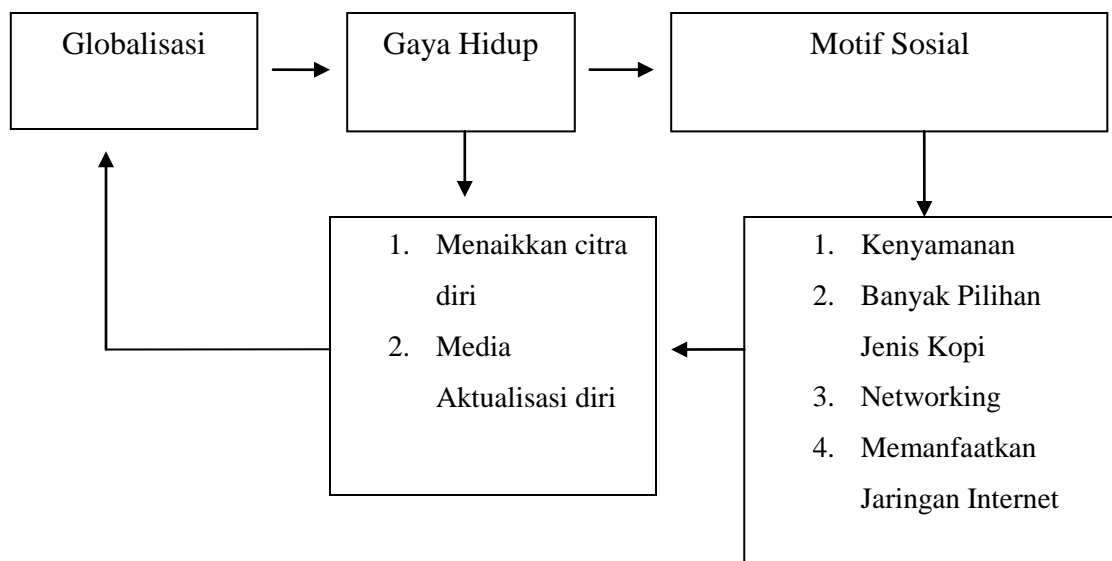 Globalisasi
Gaya Hidup
Motif Sosial
1. Menaikkan citra
diri
2. Media
Aktualisasi diri
1. Kenyamanan
2. Banyak Pilihan
Jenis Kopi
3. Networking
4. Memanfaatkan
Jaringan Internet